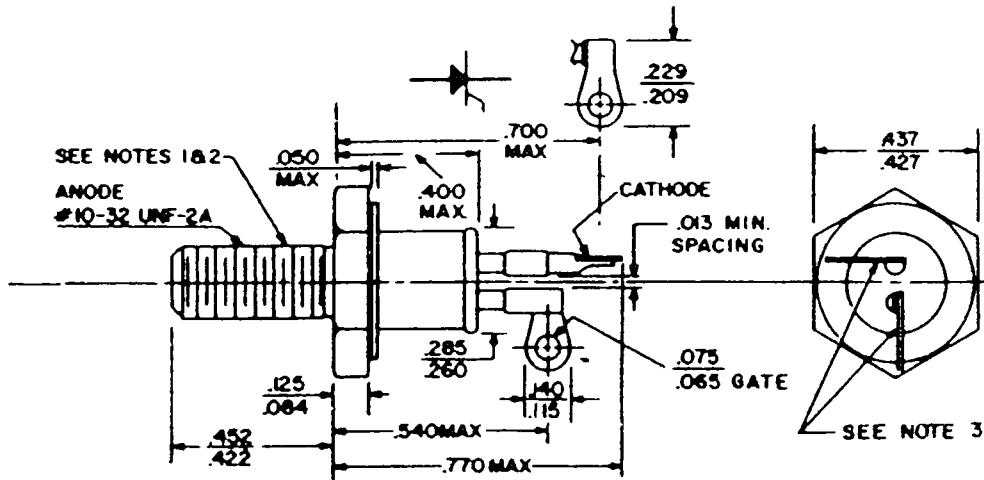 .229
.209
.700
MAX
.437
.427
SEE NOTES 1&2
.050
MAX
.400
MAX.
CATHODE
ANODE
#10-32 UNF-2A
.013 MIN.
SPACING
.285
.260
.075
.065 GATE
.140
.115
.125
.084
.540 MAX
SEE NOTE 3
.452
.422
.770 MAX